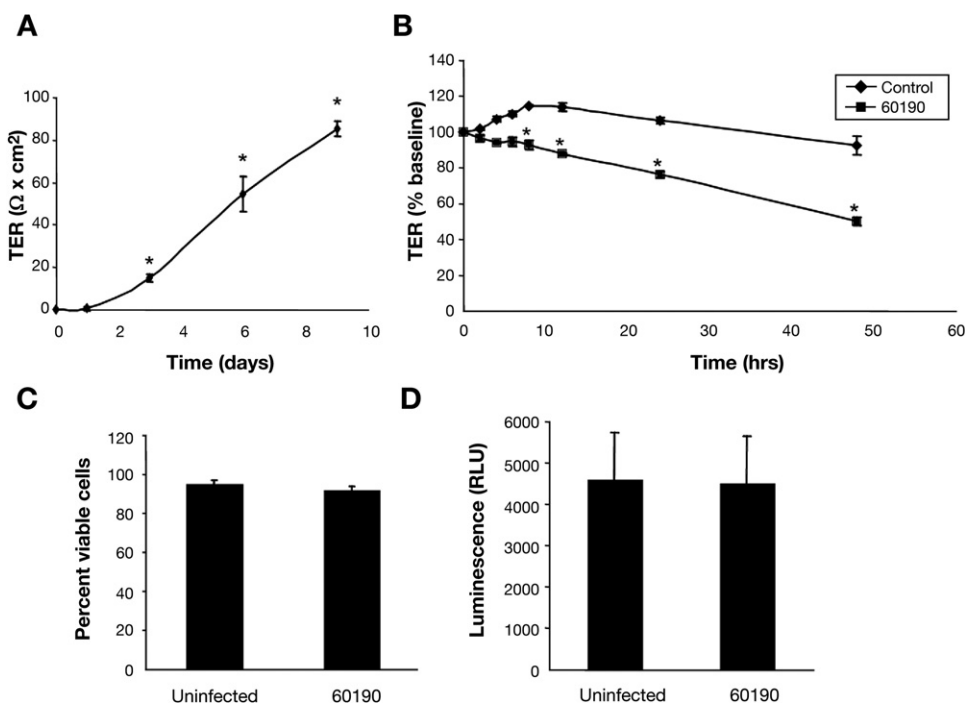 A
TER (Ω x cm2)
100
80
60
40
20
0
*
*
*
0 2 4 6 8 10
Time (days)
B
TER (% baseline)
140
120
100
80
60
40
20
0
Control
60190
*
*
*
*
0 10 20 30 40 50 60
Time (hrs)
C
Percent viable cells
120
100
80
60
40
20
0
Uninfected 60190
D
Luminescence (RLU)
6000
5000
4000
3000
2000
1000
0
Uninfected 60190